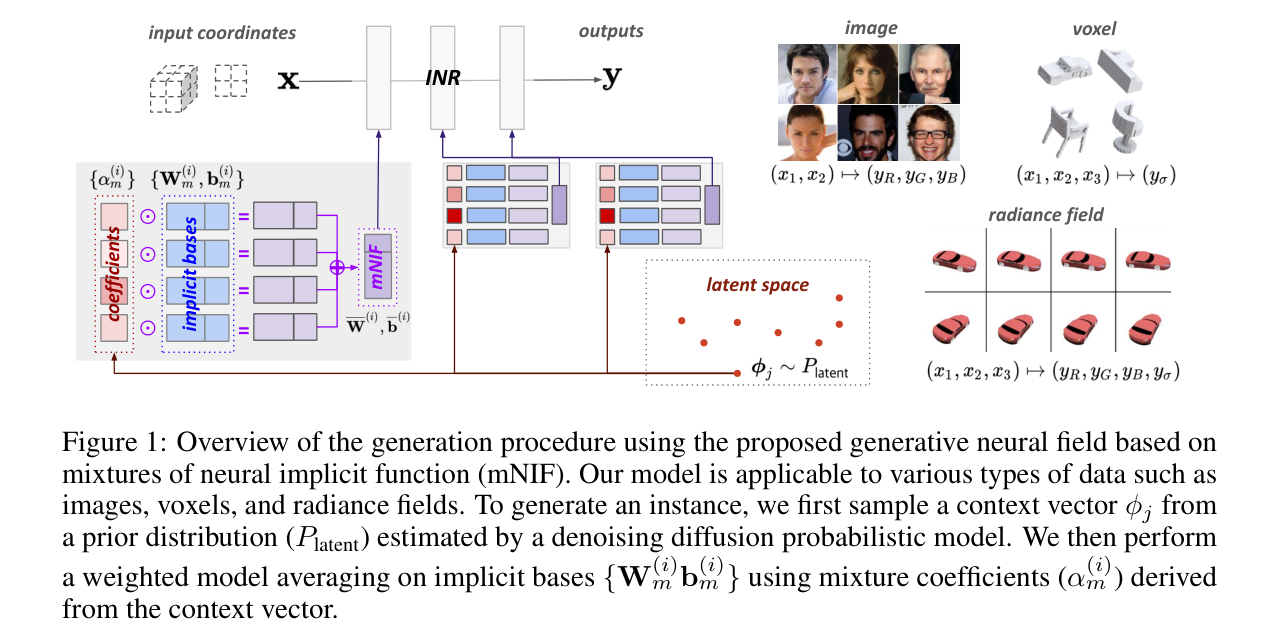 input coordinates
outputs
image
voxel
x
INR
y
$(x_1, x_2) \mapsto (y_R, y_G, y_B)$
$(x_1, x_2, x_3) \mapsto (y_\sigma)$
$\{\alpha_m^{(i)}\}$ $\{\mathbf{W}_m^{(i)}, \mathbf{b}_m^{(i)}\}$
coefficients
⊙
⊙
⊙
⊙
implicit bases
=
=
=
=
⊕
mNIF
$\overline{\mathbf{W}}^{(i)}, \overline{\mathbf{b}}^{(i)}$
latent space
$\boldsymbol{\phi}_j \sim P_{\text{latent}}$
radiance field
$(x_1, x_2, x_3) \mapsto (y_R, y_G, y_B, y_\sigma)$
Figure 1: Overview of the generation procedure using the proposed generative neural field based on
mixtures of neural implicit function (mNIF). Our model is applicable to various types of data such as
images, voxels, and radiance fields. To generate an instance, we first sample a context vector $\phi_j$ from
a prior distribution ($P_{\text{latent}}$) estimated by a denoising diffusion probabilistic model. We then perform
a weighted model averaging on implicit bases $\{\mathbf{W}_m^{(i)} \mathbf{b}_m^{(i)}\}$ using mixture coefficients ($\alpha_m^{(i)}$) derived
from the context vector.